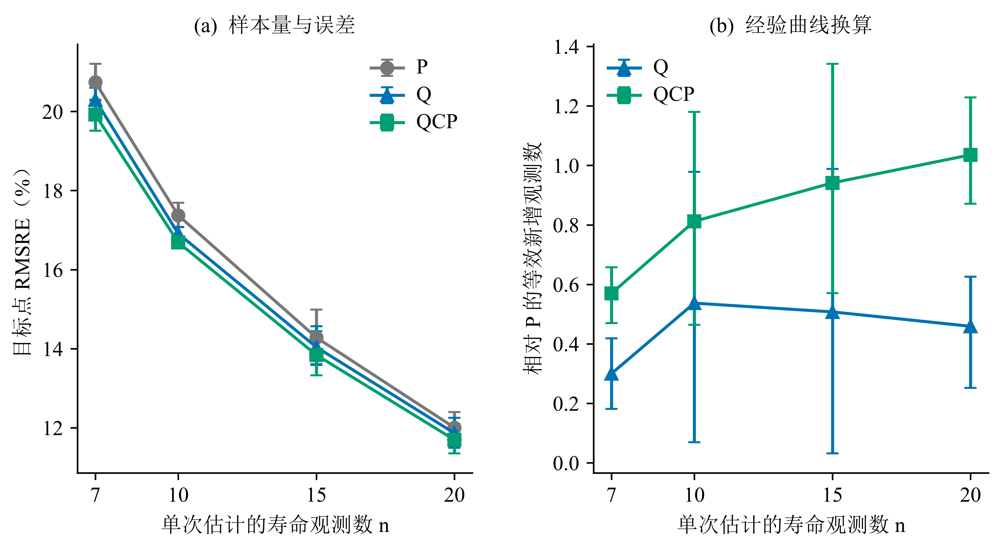 (a) 样本量与误差
P
Q
QCP
20
18
16
14
12
目标点 RMSRE（%）
7 10 15 20
单次估计的寿命观测数 n
(b) 经验曲线换算
Q
QCP
1.4
1.2
1.0
0.8
0.6
0.4
0.2
0.0
相对 P 的等效新增观测数
7 10 15 20
单次估计的寿命观测数 n